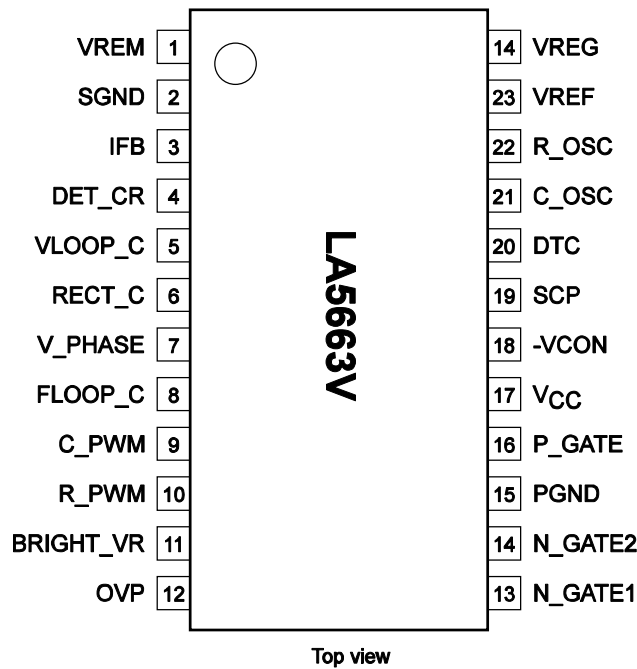 VREM 1 14 VREG
SGND 2 23 VREF
IFB 3 22 R_OSC
DET_CR 4 21 C_OSC
VLOOP_C 5 20 DTC
RECT_C 6 19 SCP
V_PHASE 7 18 -VCON
FLOOP_C 8 17 VCC
C_PWM 9 16 P_GATE
R_PWM 10 15 PGND
BRIGHT_VR 11 14 N_GATE2
OVP 12 13 N_GATE1
LA5663V
Top view